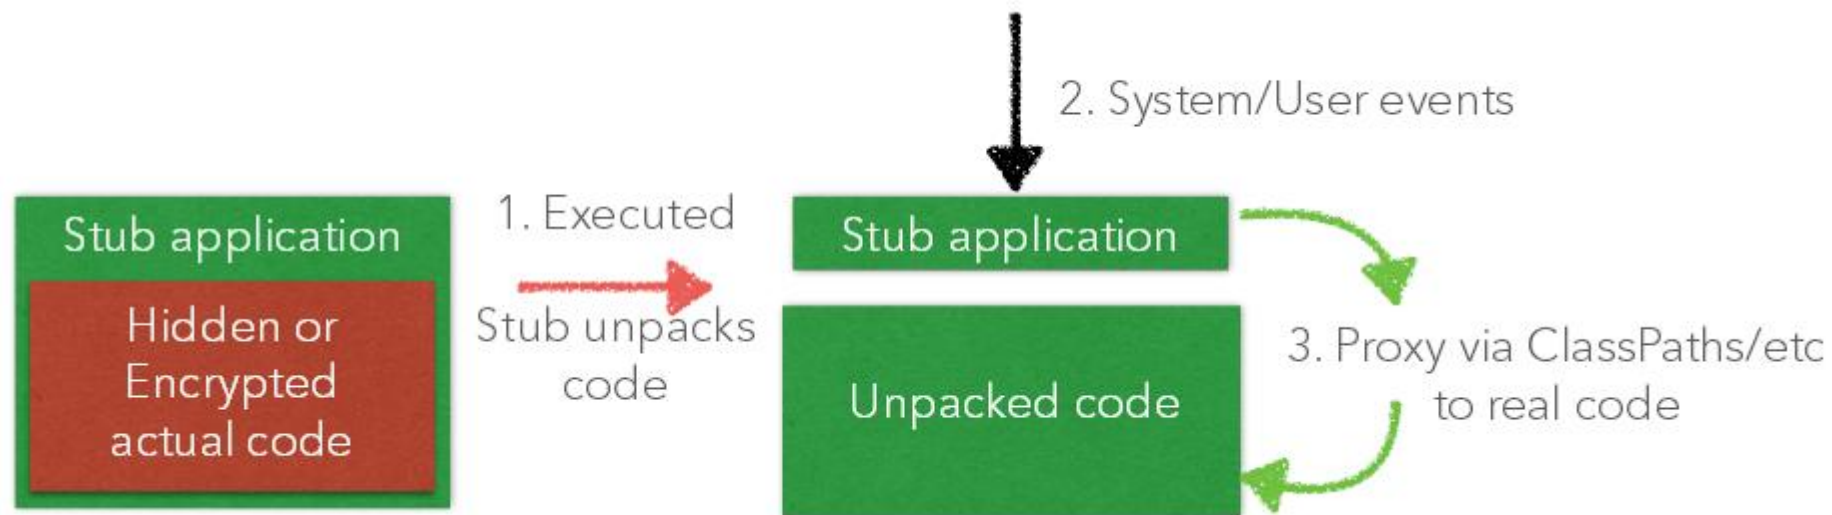 2. System/User events
Stub application
Hidden or
Encrypted
actual code
1. Executed
Stub unpacks
code
Stub application
Unpacked code
3. Proxy via ClassPaths/etc
to real code